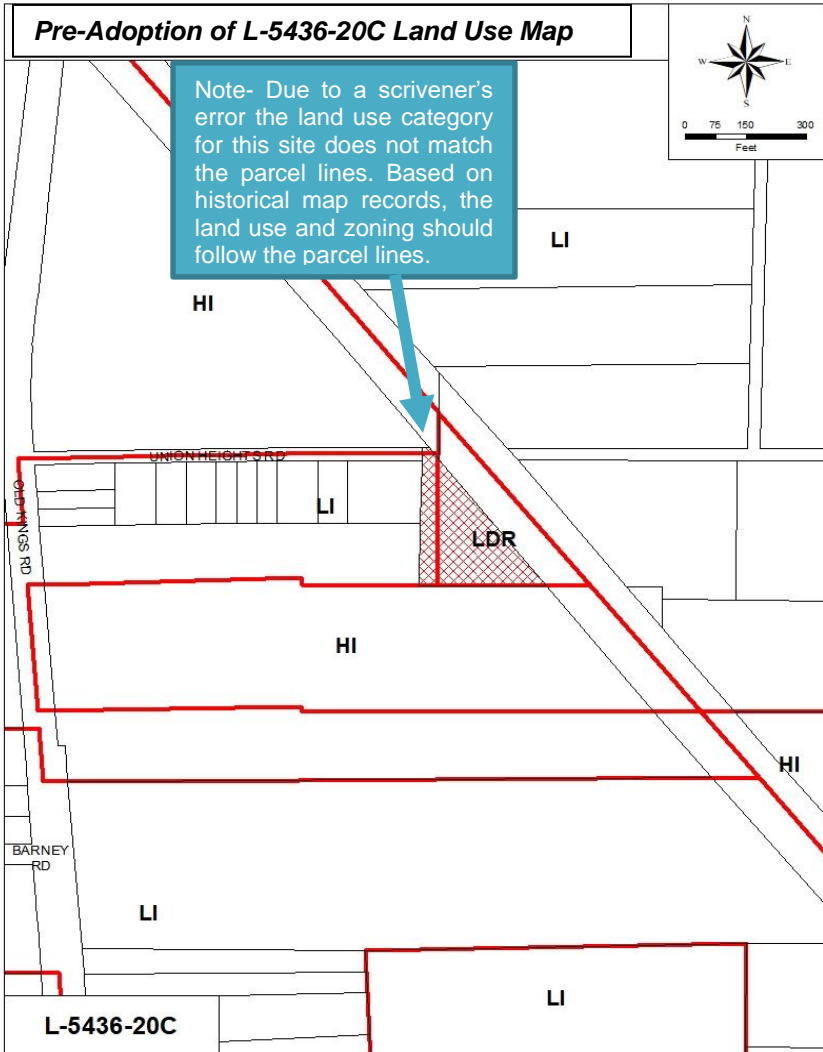 Pre-Adoption of L-5436-20C Land Use Map
N
W E
S
0 75 150 300
Feet
Note- Due to a scrivener's
error the land use category
for this site does not match
the parcel lines. Based on
historical map records, the
land use and zoning should
follow the parcel lines.
LI
HI
UNION HEIGHTS RD
OLD KINGS RD
LI
LDR
HI
HI
BARNEY
RD
LI
LI
L-5436-20C